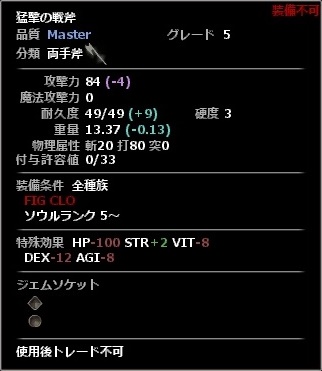 装備不可
猛撃の戦斧
品質 Master グレード 5
分類 両手斧
攻撃力 84 (-4)
魔法攻撃力 0
耐久度 49/49 (+9) 硬度 3
重量 13.37 (-0.13)
物理属性 斬20 打80 突0
付与許容値 0/33
装備条件 全種族
FIG CLO
ソウルランク 5～
特殊効果 HP-100 STR+2 VIT-8
DEX-12 AGI-8
ジェムソケット
使用後トレード不可